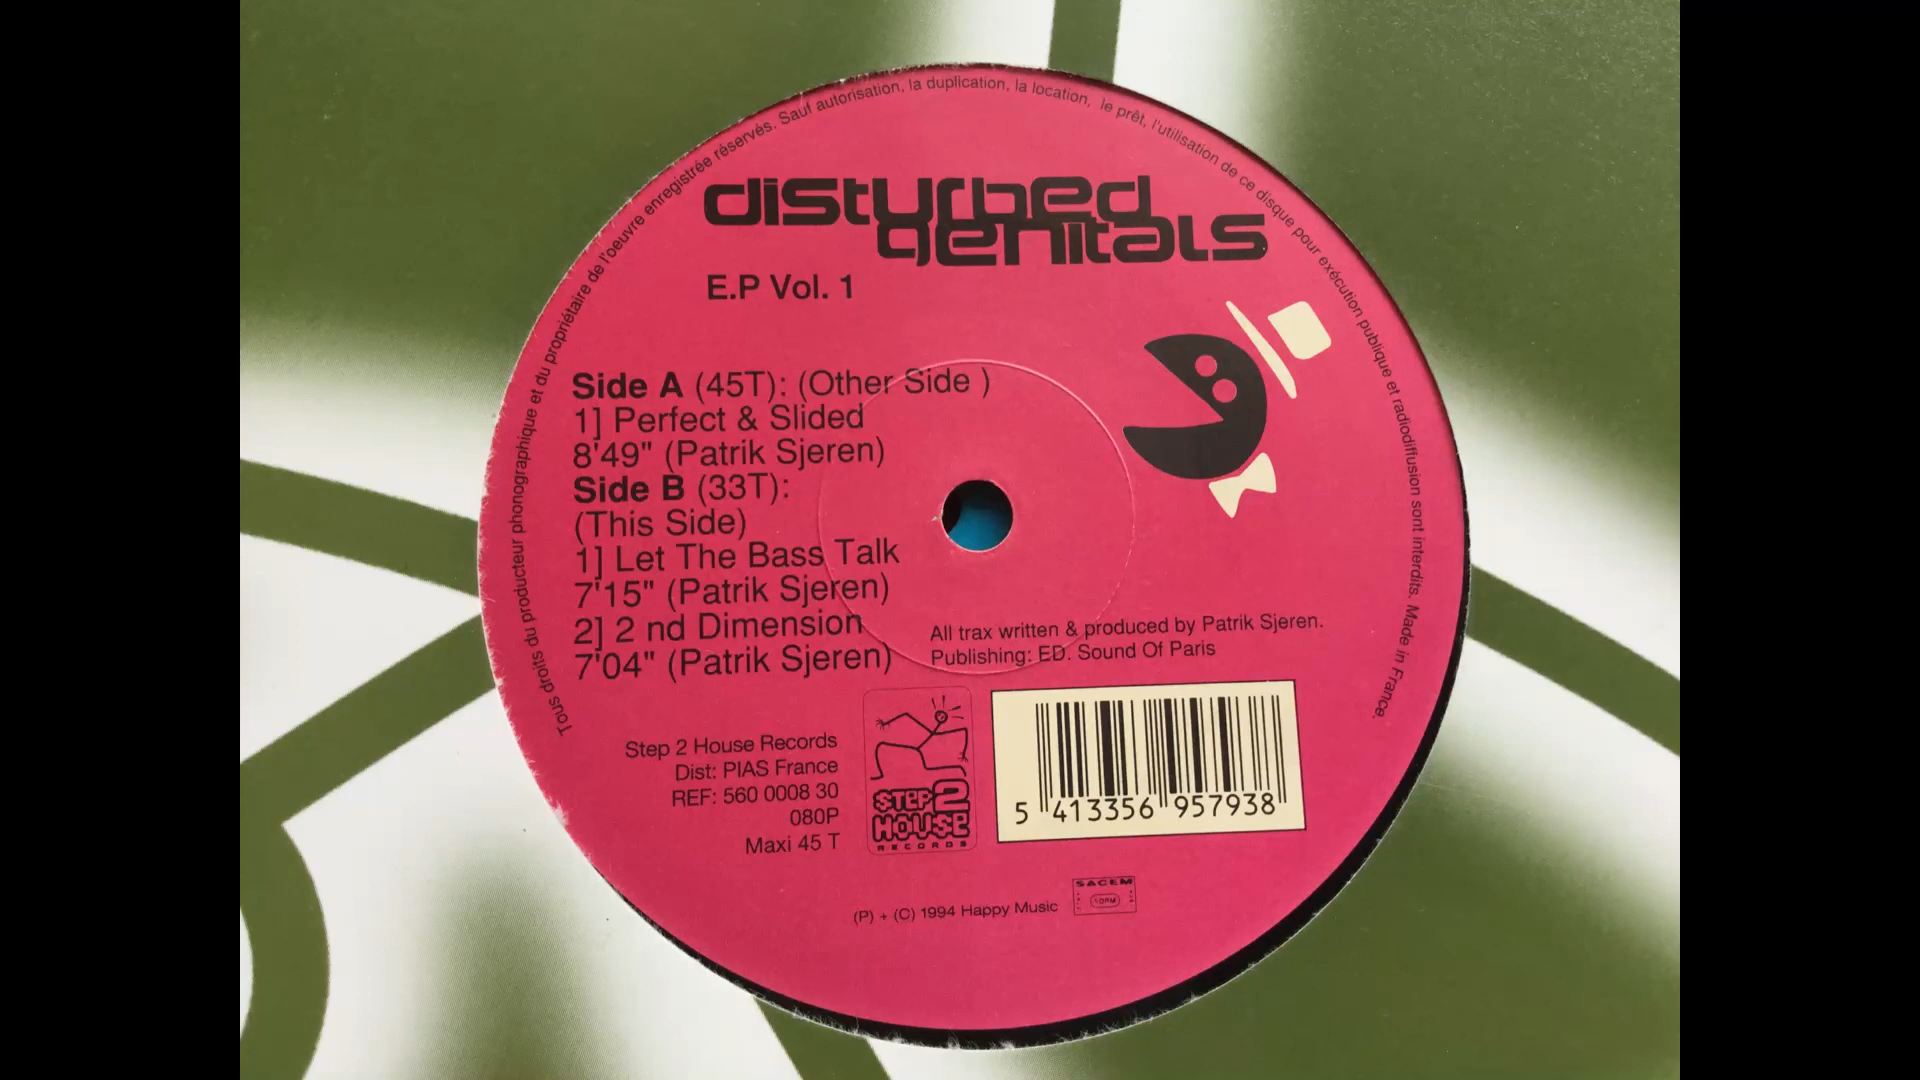 Tous droits du producteur phonographique et du propriétaire de l'oeuvre enregistrée réservés. Sauf autorisation, la duplication, la location, le prêt, l'utilisation de ce disque pour exécution publique et radiodiffusion sont interdits. Made in France.
disturbed
genitals
E.P Vol. 1
Side A (45T): (Other Side )
1] Perfect & Slided
8'49" (Patrik Sjeren)
Side B (33T):
(This Side)
1] Let The Bass Talk
7'15" (Patrik Sjeren)
2] 2 nd Dimension
7'04" (Patrik Sjeren)
All trax written & produced by Patrik Sjeren.
Publishing: ED. Sound Of Paris
Step 2 House Records
Dist: PIAS France
REF: 560 0008 30
080P
Maxi 45 T
STEP 2
HOUSE
RECORDS
5 413356 957938
(P) + (C) 1994 Happy Music
SACEM
SDRM